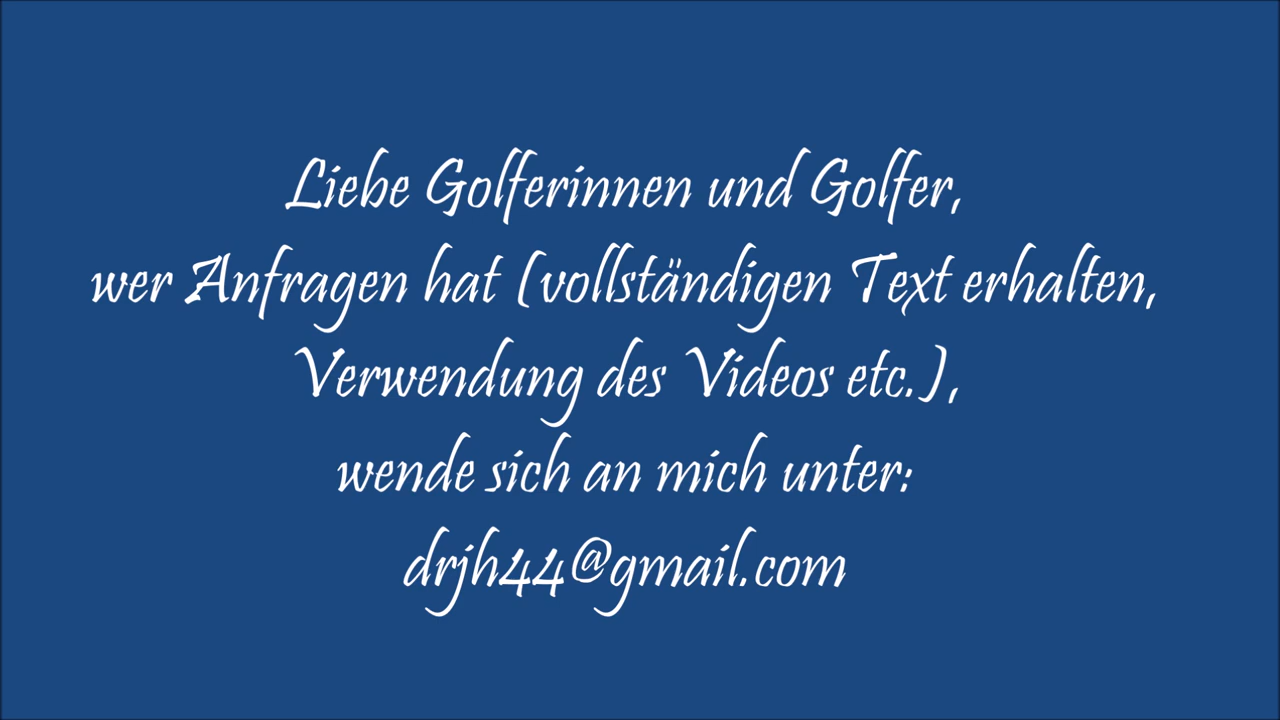 Liebe Golferinnen und Golfer,
wer Anfragen hat (vollständigen Text erhalten,
Verwendung des Videos etc.),
wende sich an mich unter:
drjh44@gmail.com